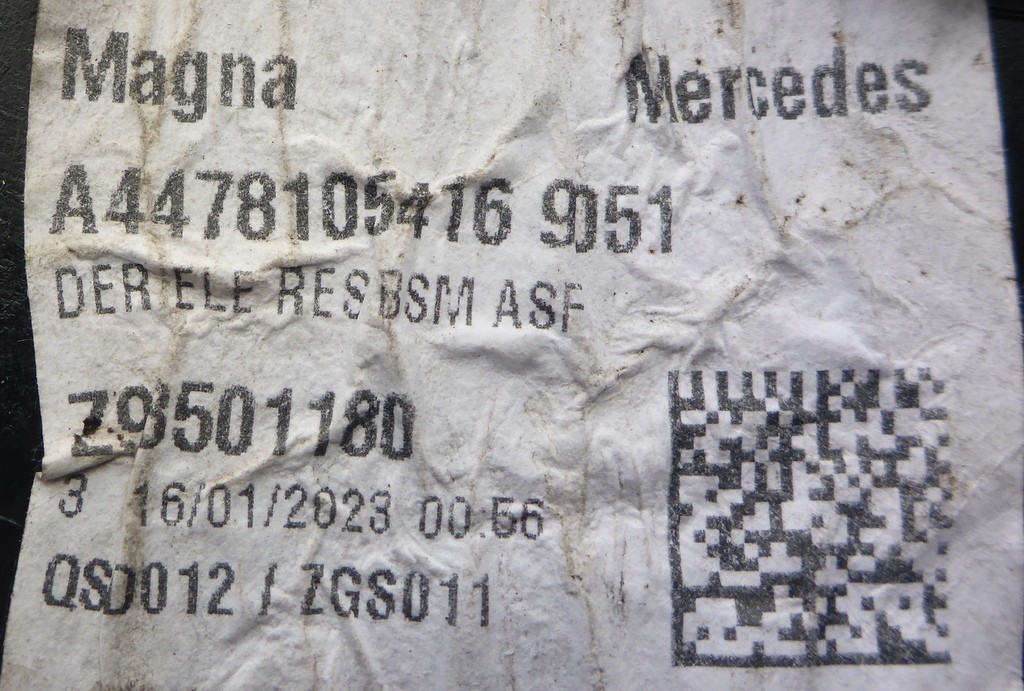 Magna Mercedes
A4478105416 9051
DER ELE RES BSM ASF
Z9501180
3 16/01/2023 00:56
QSD012 / ZGS011